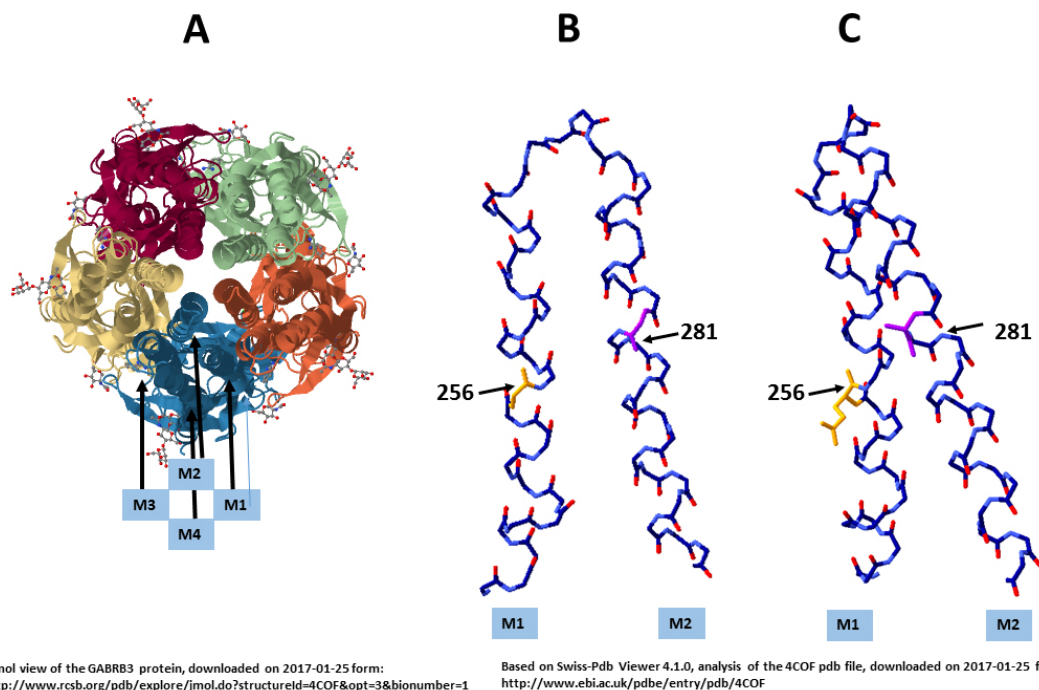 A
B
C
281
281
256
256
M2
M3
M1
M4
M1
M2
M1
M2
nol view of the GABRB3 protein, downloaded on 2017-01-25 form:
tp://www.rcsb.org/pdb/explore/jmol.do?structureId=4COF&opt=3&bionumber=1
Based on Swiss-Pdb Viewer 4.1.0, analysis of the 4COF pdb file, downloaded on 2017-01-25 f
http://www.ebi.ac.uk/pdbe/entry/pdb/4COF